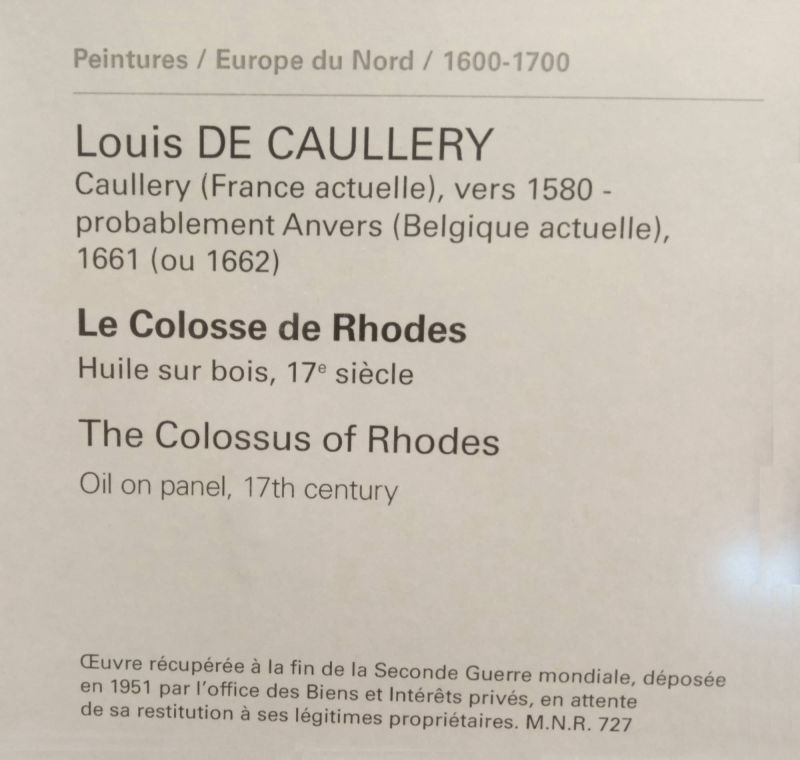 Peintures / Europe du Nord / 1600-1700
Louis DE CAULLERY
Caullery (France actuelle), vers 1580 -
probablement Anvers (Belgique actuelle),
1661 (ou 1662)
Le Colosse de Rhodes
Huile sur bois, 17e siècle
The Colossus of Rhodes
Oil on panel, 17th century
Œuvre récupérée à la fin de la Seconde Guerre mondiale, déposée
en 1951 par l'office des Biens et Intérêts privés, en attente
de sa restitution à ses légitimes propriétaires. M.N.R. 727